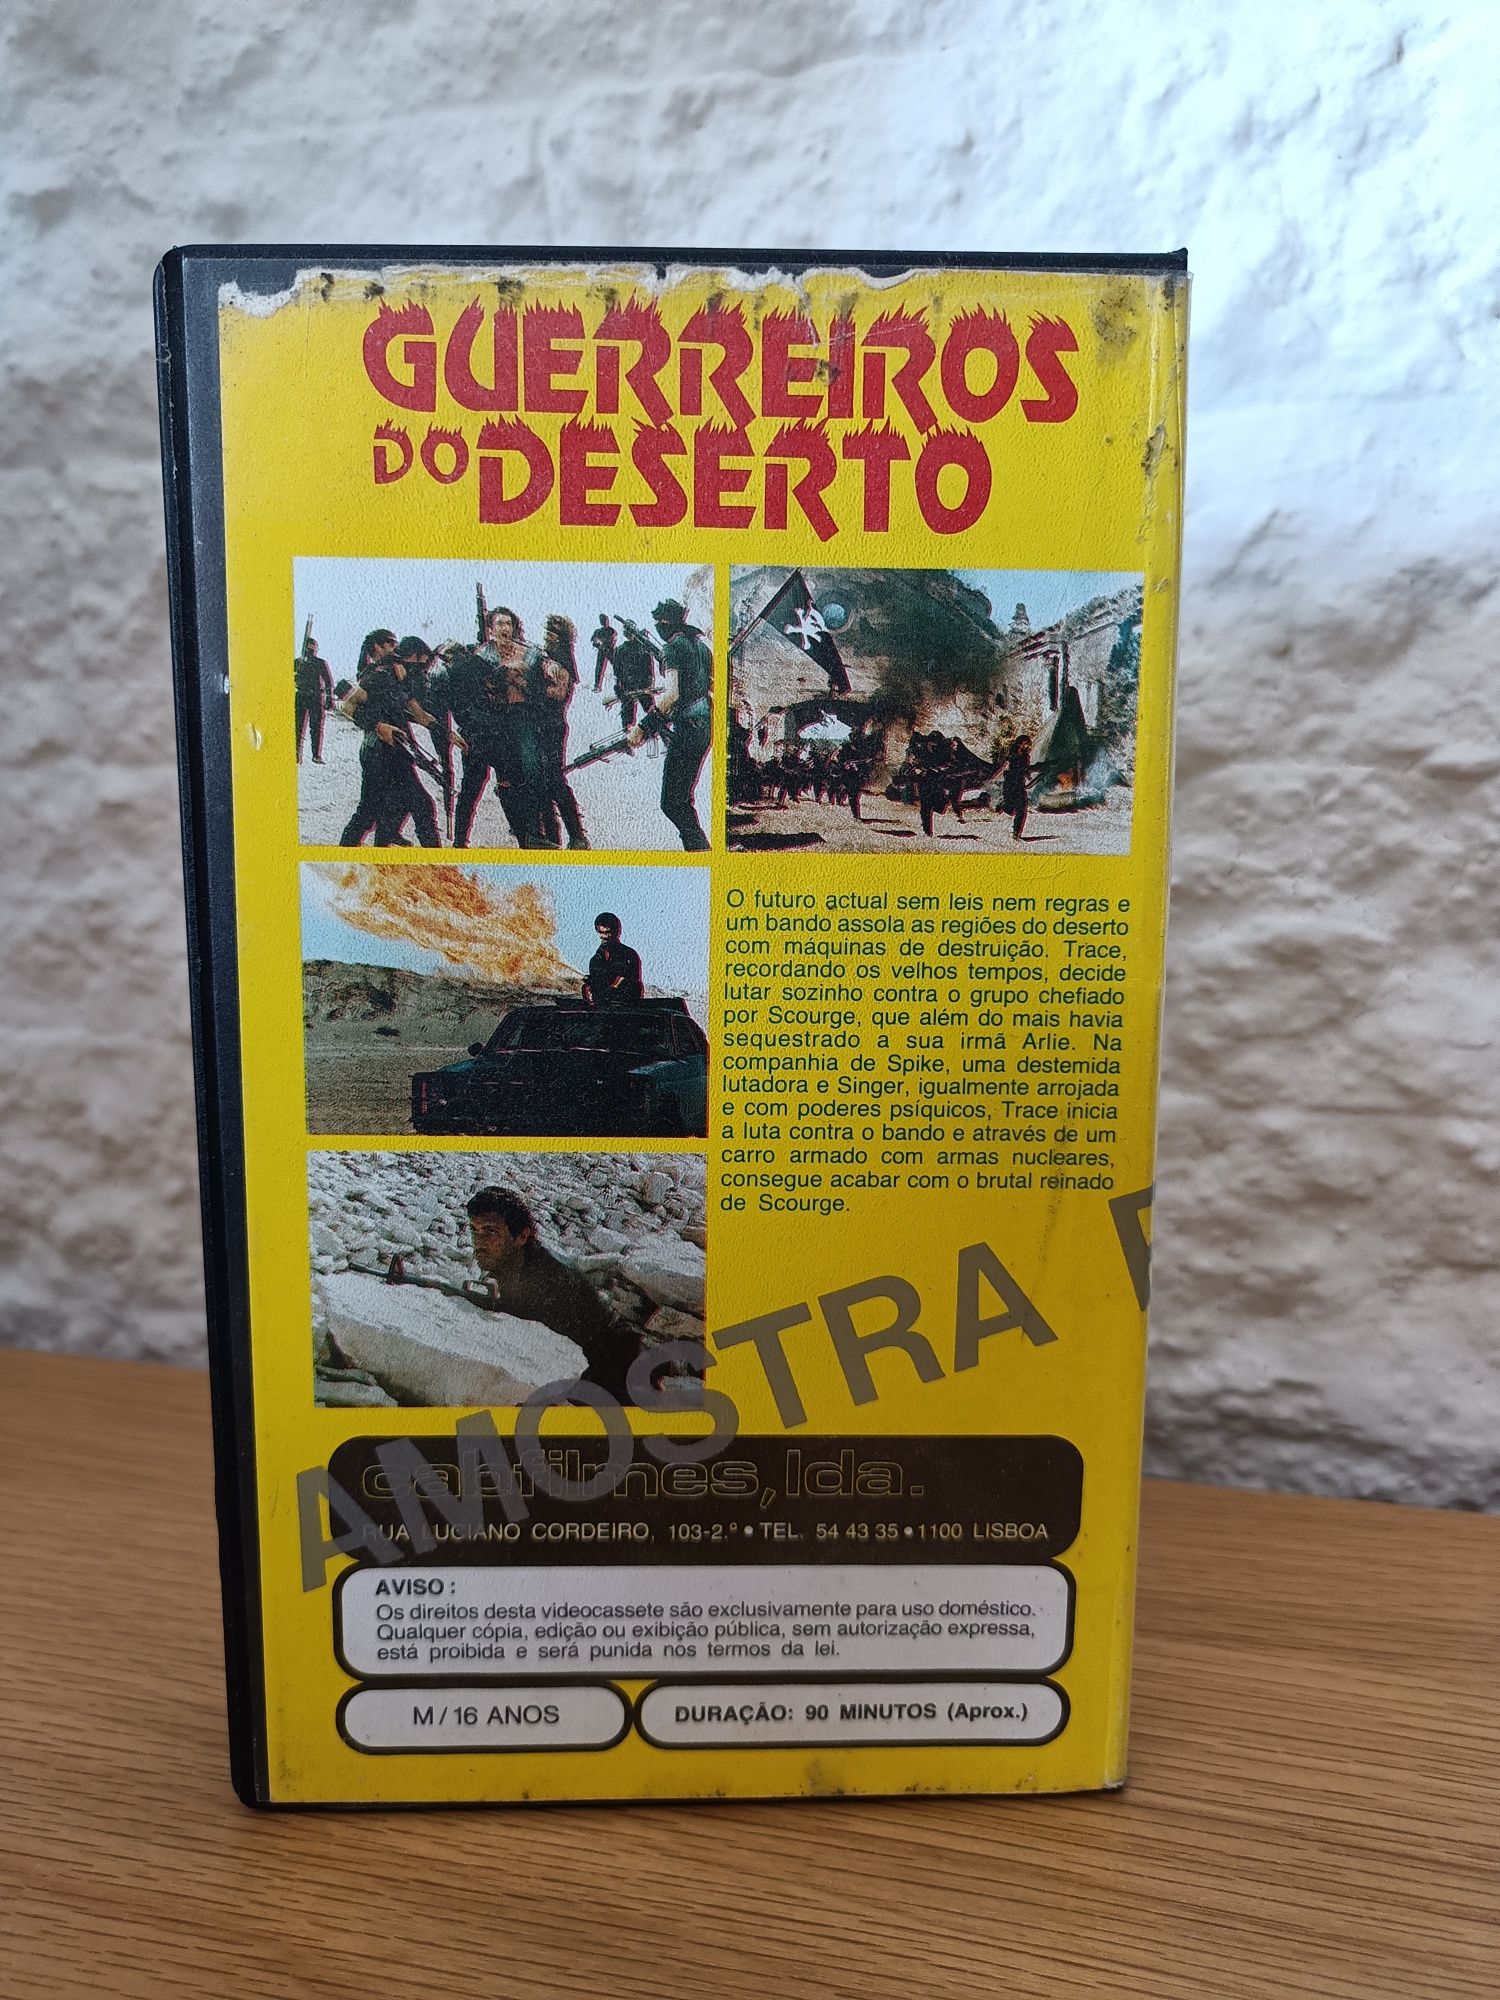 GUERREIROS
DO DESERTO
O futuro actual sem leis nem regras e
um bando assola as regiões do deserto
com máquinas de destruição. Trace,
recordando os velhos tempos, decide
lutar sozinho contra o grupo chefiado
por Scourge, que além do mais havia
sequestrado a sua irmã Arlie. Na
companhia de Spike, uma destemida
lutadora e Singer, igualmente arrojada
e com poderes psíquicos, Trace inicia
a luta contra o bando e através de um
carro armado com armas nucleares,
consegue acabar com o brutal reinado
de Scourge.
AMOSTRA
cabfilmes, lda.
RUA LUCIANO CORDEIRO, 103-2.º • TEL. 54 43 35 • 1100 LISBOA
AVISO:
Os direitos desta videocassete são exclusivamente para uso doméstico.
Qualquer cópia, edição ou exibição pública, sem autorização expressa,
está proibida e será punida nos termos da lei.
M / 16 ANOS
DURAÇÃO: 90 MINUTOS (Aprox.)